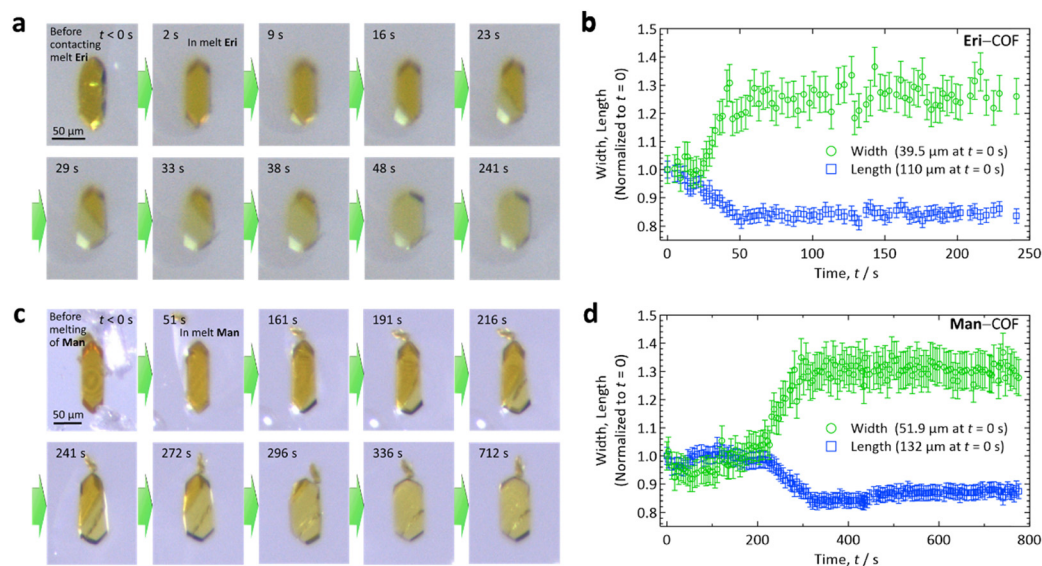 a
Before
contacting
melt Eri
t < 0 s
50 µm
2 s
In melt Eri
9 s
16 s
23 s
29 s
33 s
38 s
48 s
241 s
b
Eri–COF
Width, Length
(Normalized to t = 0)
1.5
1.4
1.3
1.2
1.1
1.0
0.9
0.8
Width (39.5 µm at t = 0 s)
Length (110 µm at t = 0 s)
0
50
100
150
200
250
Time, t / s
c
Before
melting
of Man
t < 0 s
50 µm
51 s
In melt Man
161 s
191 s
216 s
241 s
272 s
296 s
336 s
712 s
d
Man–COF
Width, Length
(Normalized to t = 0)
1.5
1.4
1.3
1.2
1.1
1.0
0.9
0.8
Width (51.9 µm at t = 0 s)
Length (132 µm at t = 0 s)
0
200
400
600
800
Time, t / s